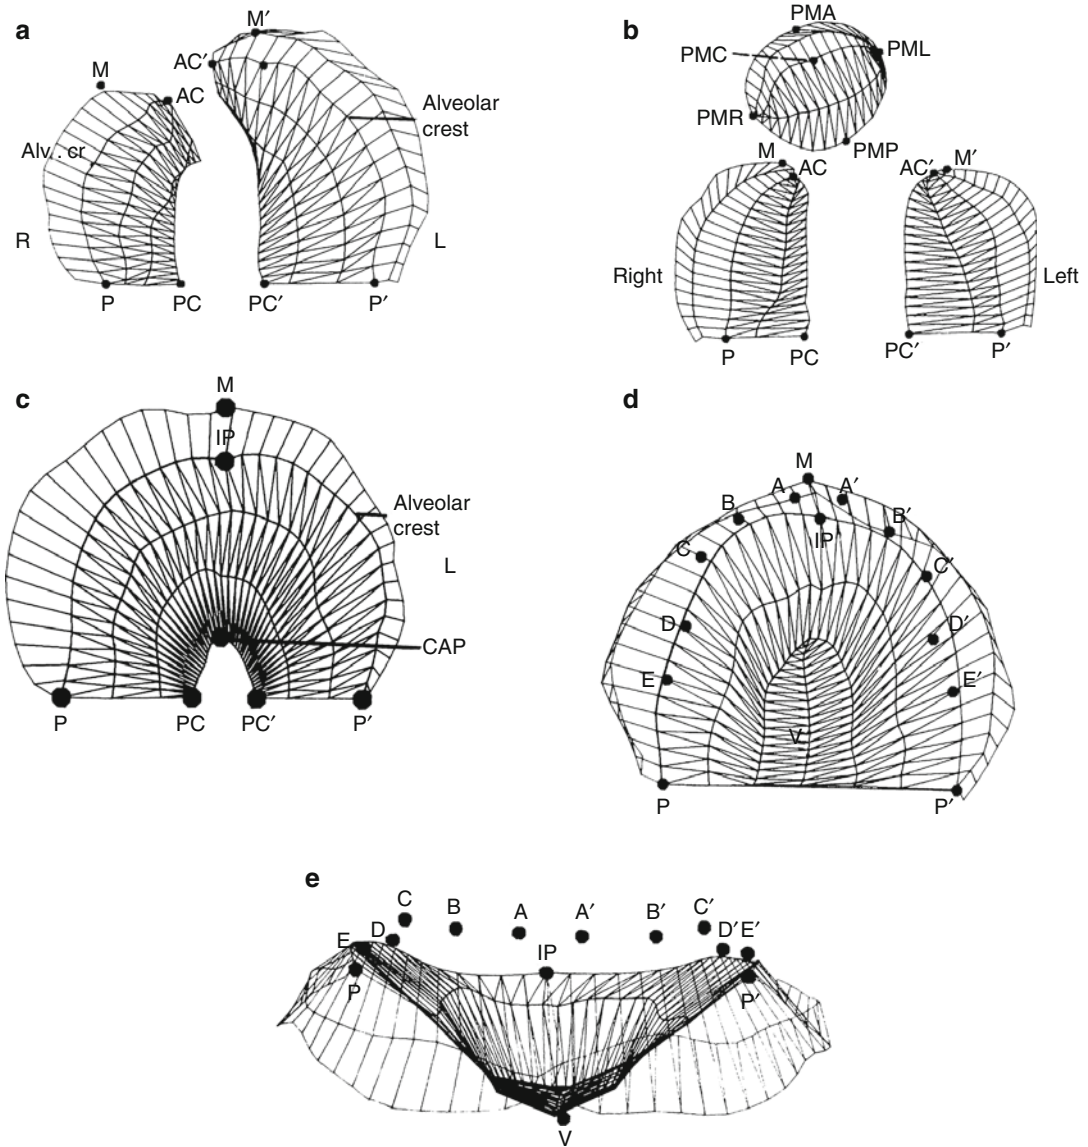 a
M′
AC′
M
AC
Alveolar
crest
Alv. . cr
R
L
P
PC
PC′
P′
b
PMA
PMC
PML
PMR
PMP
M
AC
AC′
M′
Right
Left
P
PC
PC′
P′
c
M
IP
Alveolar
crest
L
CAP
P
PC
PC′
P′
d
M
A
A′
B
B′
IP
C
C′
D
D′
E
E′
V
P
P′
e
C
B
A
A′
B′
C′
D
D′
E′
E
IP
P
P′
V